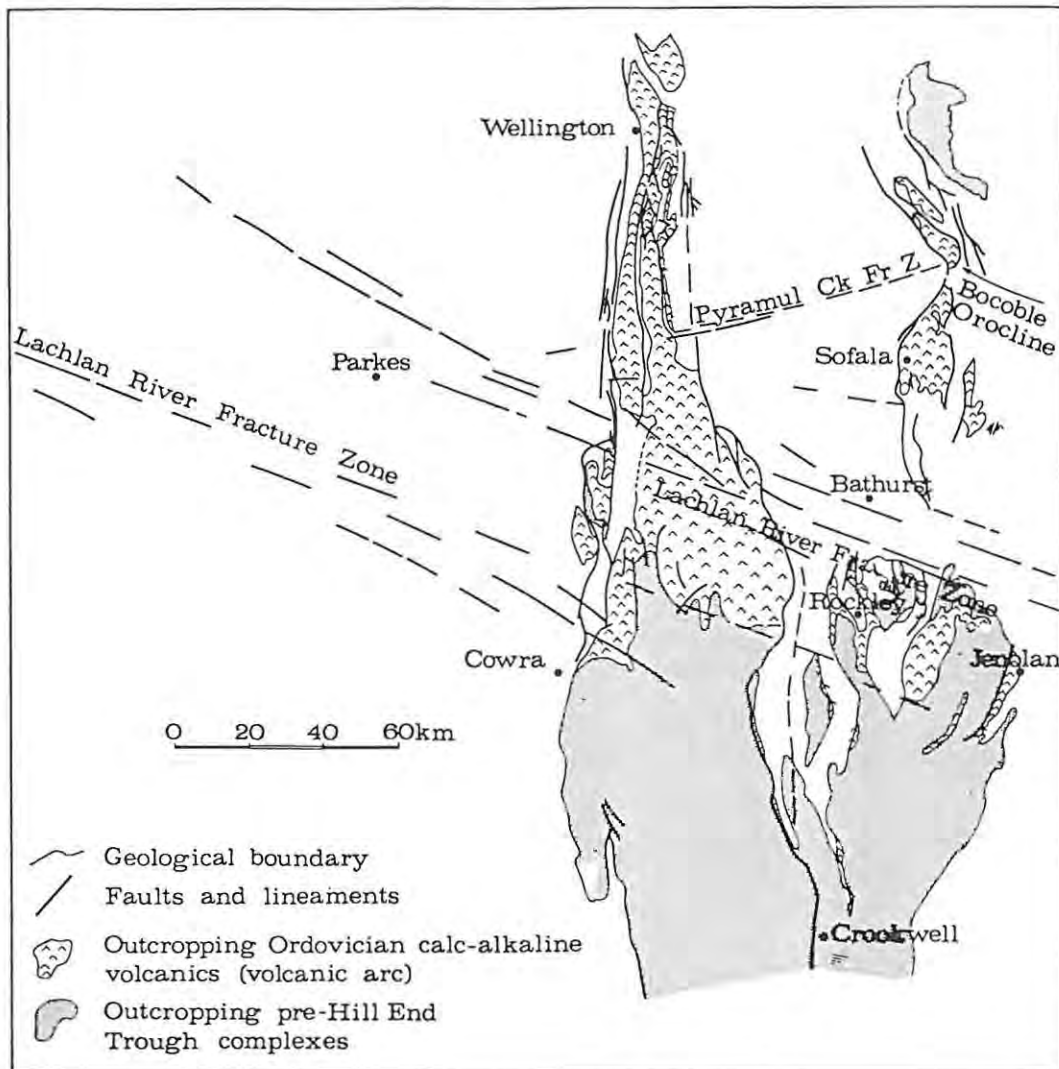 Wellington
Pyramul Ck Fr Z
Bocoble
Orocline
Sofala
Parkes
Lachlan River Fracture Zone
Bathurst
Lachlan River Fracture Zone
Rockley
Cowra
Jenolan
0 20 40 60km
Crookwell
Geological boundary
Faults and lineaments
Outcropping Ordovician calc-alkaline
volcanics (volcanic arc)
Outcropping pre-Hill End
Trough complexes